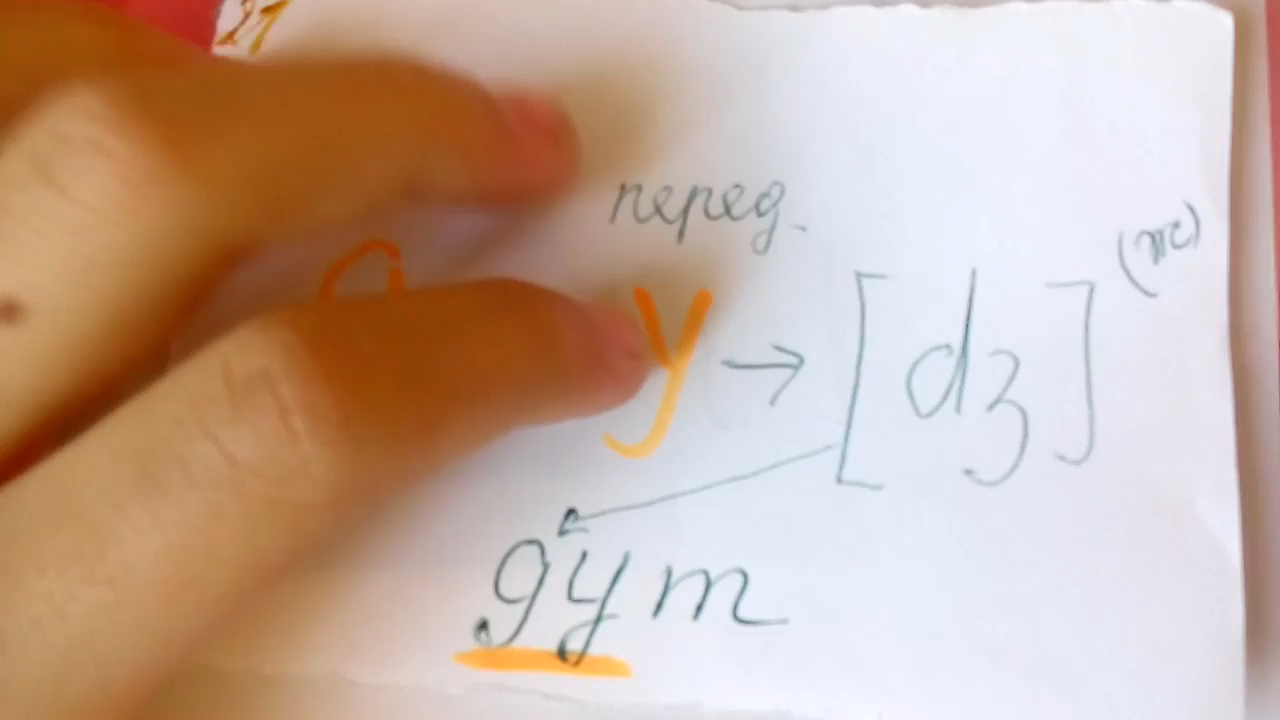 перед.
y → [dʒ] (ж)
gym